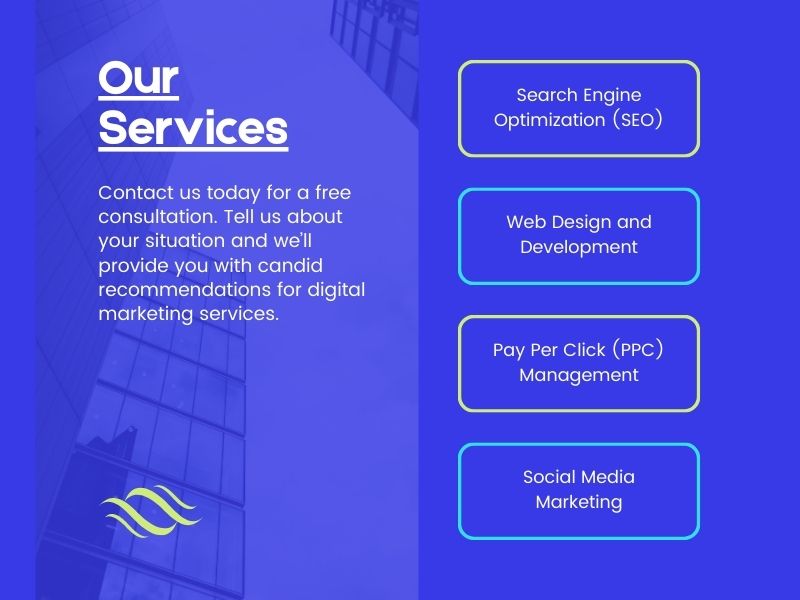 Our
Services
Contact us today for a free
consultation. Tell us about
your situation and we'll
provide you with candid
recommendations for digital
marketing services.
Search Engine
Optimization (SEO)
Web Design and
Development
Pay Per Click (PPC)
Management
Social Media
Marketing